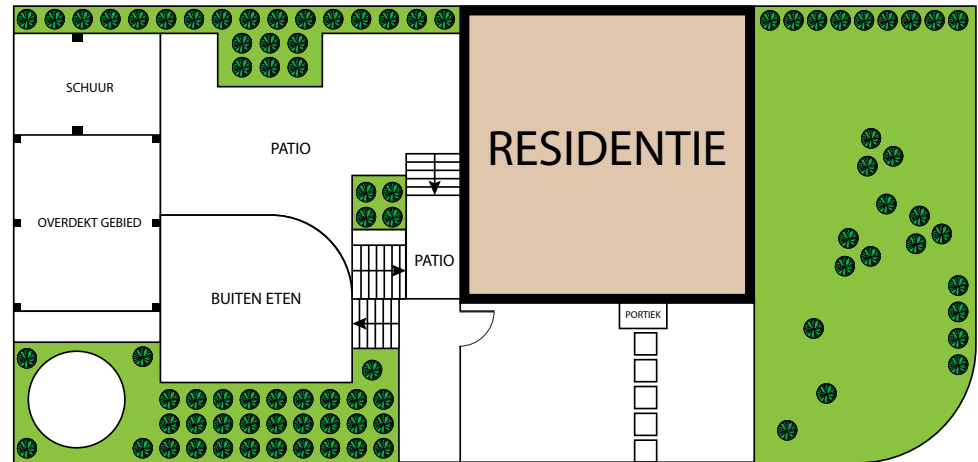 SCHUUR
PATIO
RESIDENTIE
OVERDEKT GEBIED
PATIO
BUITEN ETEN
PORTIEK